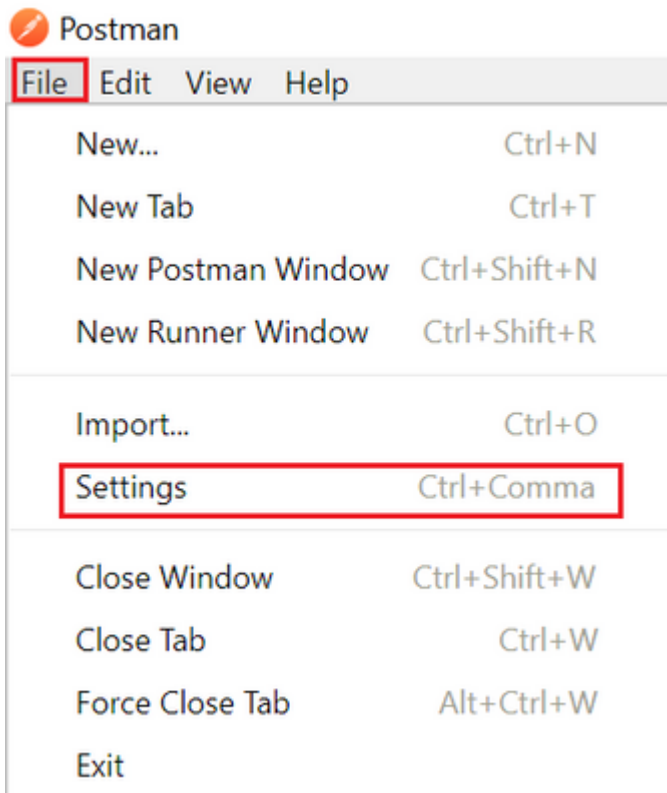 Postman
File Edit View Help
New... Ctrl+N
New Tab Ctrl+T
New Postman Window Ctrl+Shift+N
New Runner Window Ctrl+Shift+R
Import... Ctrl+O
Settings Ctrl+Comma
Close Window Ctrl+Shift+W
Close Tab Ctrl+W
Force Close Tab Alt+Ctrl+W
Exit